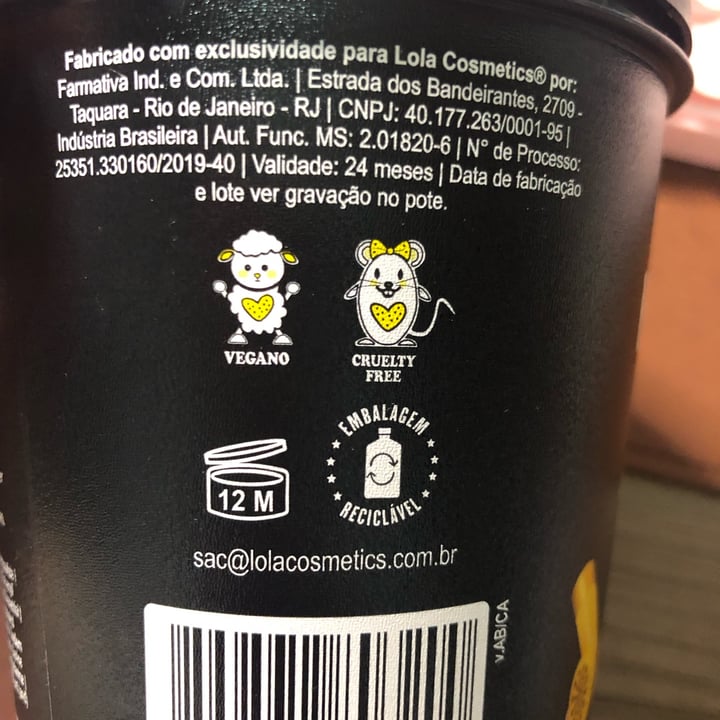 Fabricado com exclusividade para Lola Cosmetics® por:
Farmativa Ind. e Com. Ltda. | Estrada dos Bandeirantes, 2709 -
Taquara - Rio de Janeiro - RJ | CNPJ: 40.177.263/0001-95 |
Indústria Brasileira | Aut. Func. MS: 2.01820-6 | N° de Processo:
25351.330160/2019-40 | Validade: 24 meses | Data de fabricação
e lote ver gravação no pote.
VEGANO
CRUELTY
FREE
12 M
EMBALAGEM
RECICLÁVEL
sac@lolacosmetics.com.br
V.ABICA